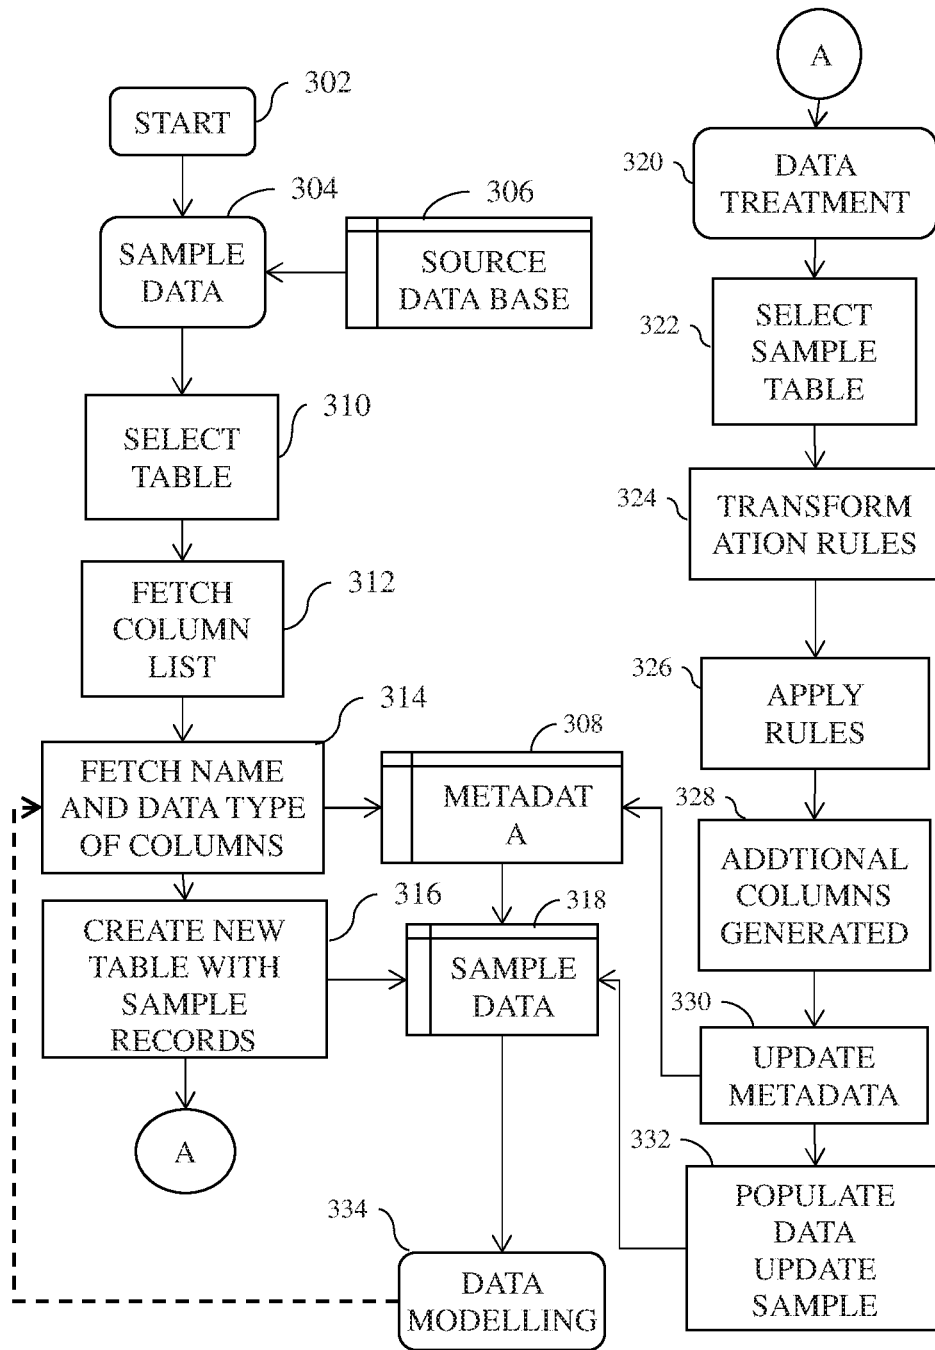 302
START
304
SAMPLE
DATA
306
SOURCE
DATA BASE
310
SELECT
TABLE
312
FETCH
COLUMN
LIST
314
FETCH NAME
AND DATA TYPE
OF COLUMNS
308
METADAT
A
316
CREATE NEW
TABLE WITH
SAMPLE
RECORDS
318
SAMPLE
DATA
A
334
DATA
MODELLING
A
320
DATA
TREATMENT
322
SELECT
SAMPLE
TABLE
324
TRANSFORM
ATION RULES
326
APPLY
RULES
328
ADDTIONAL
COLUMNS
GENERATED
330
UPDATE
METADATA
332
POPULATE
DATA
UPDATE
SAMPLE